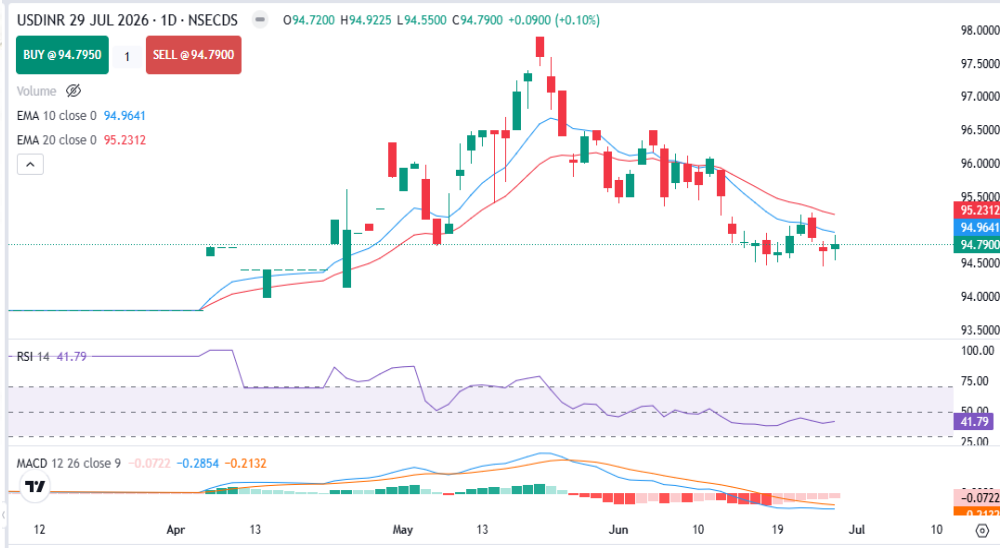 USDINR 29 JUL 2026 · 1D · NSECDS O94.7200 H94.9225 L94.5500 C94.7900 +0.0900 (+0.10%)
BUY @ 94.7950 1 SELL @ 94.7900
Volume
EMA 10 close 0 94.9641
EMA 20 close 0 95.2312
98.0000
97.5000
97.0000
96.5000
96.0000
95.5000
95.2312
94.9641
94.7900
94.5000
94.0000
93.5000
RSI 14 41.79
100.00
75.00
50.00
41.79
25.00
MACD 12 26 close 9 −0.0722 −0.2854 −0.2132
−0.0722
12 Apr 13 May 13 Jun 10 19 Jul 10